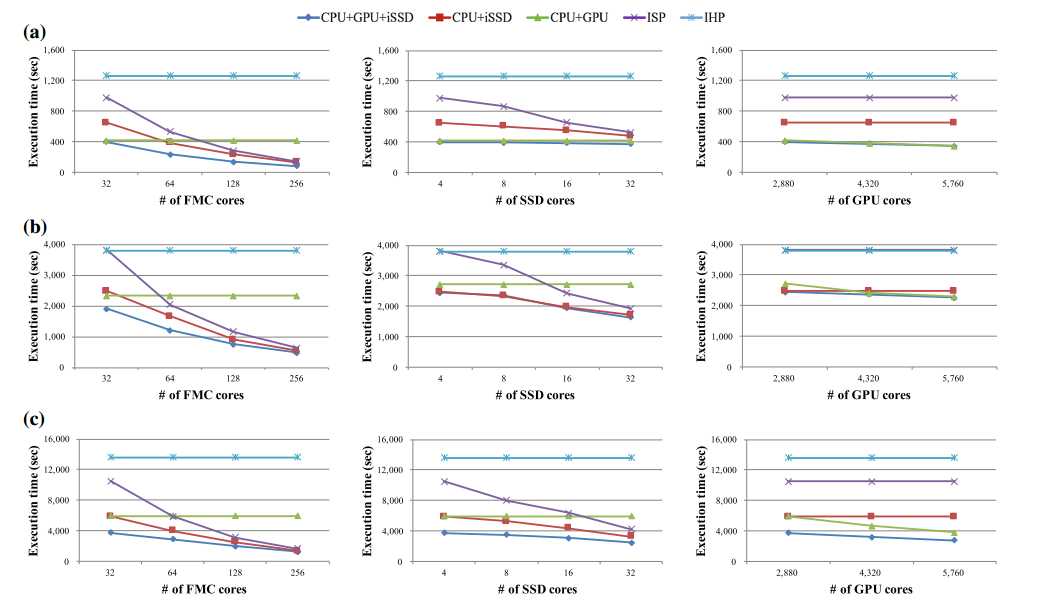 CPU+GPU+iSSD CPU+iSSD CPU+GPU ISP IHP
(a)
Execution time (sec)
1,600
1,200
800
400
0
32 64 128 256
# of FMC cores
Execution time (sec)
1,600
1,200
800
400
0
4 8 16 32
# of SSD cores
Execution time (sec)
1,600
1,200
800
400
0
2,880 4,320 5,760
# of GPU cores
(b)
Execution time (sec)
4,000
3,000
2,000
1,000
0
32 64 128 256
# of FMC cores
Execution time (sec)
4,000
3,000
2,000
1,000
0
4 8 16 32
# of SSD cores
Execution time (sec)
4,000
3,000
2,000
1,000
0
2,880 4,320 5,760
# of GPU cores
(c)
Execution time (sec)
16,000
12,000
8,000
4,000
0
32 64 128 256
# of FMC cores
Execution time (sec)
16,000
12,000
8,000
4,000
0
4 8 16 32
# of SSD cores
Execution time (sec)
16,000
12,000
8,000
4,000
0
2,880 4,320 5,760
# of GPU cores